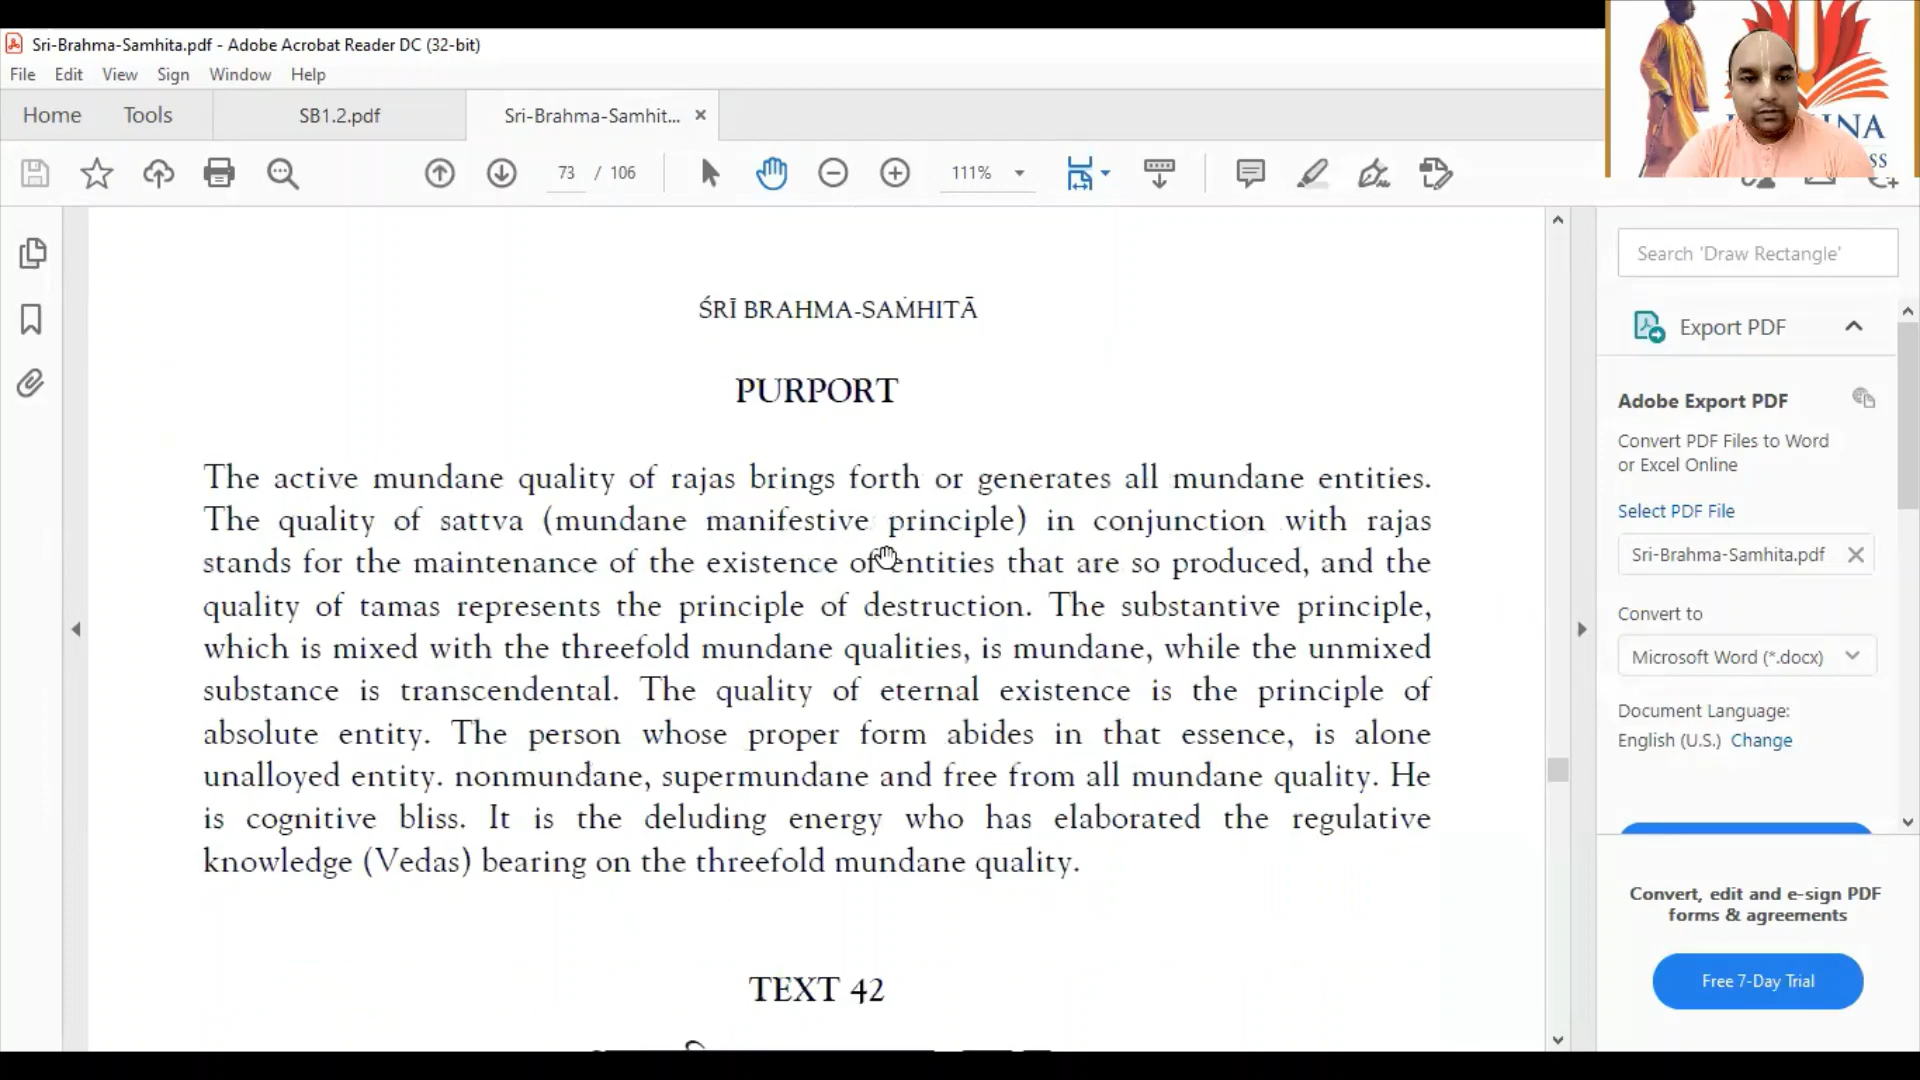 Sri-Brahma-Samhita.pdf - Adobe Acrobat Reader DC (32-bit)
File Edit View Sign Window Help
Home Tools SB1.2.pdf Sri-Brahma-Samhit...
73 / 106 111%
ŚRĪ BRAHMA-SAṀHITĀ
PURPORT
The active mundane quality of rajas brings forth or generates all mundane entities.
The quality of sattva (mundane manifestive principle) in conjunction with rajas
stands for the maintenance of the existence of entities that are so produced, and the
quality of tamas represents the principle of destruction. The substantive principle,
which is mixed with the threefold mundane qualities, is mundane, while the unmixed
substance is transcendental. The quality of eternal existence is the principle of
absolute entity. The person whose proper form abides in that essence, is alone
unalloyed entity. nonmundane, supermundane and free from all mundane quality. He
is cognitive bliss. It is the deluding energy who has elaborated the regulative
knowledge (Vedas) bearing on the threefold mundane quality.
TEXT 42
Search 'Draw Rectangle'
Export PDF
Adobe Export PDF
Convert PDF Files to Word
or Excel Online
Select PDF File
Sri-Brahma-Samhita.pdf
Convert to
Microsoft Word (*.docx)
Document Language:
English (U.S.) Change
Convert, edit and e-sign PDF
forms & agreements
Free 7-Day Trial